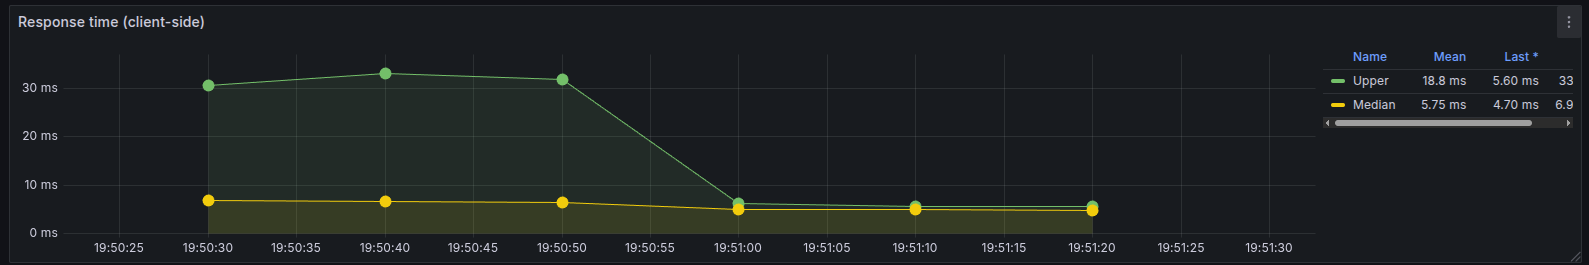 Response time (client-side)
Name Mean Last *
Upper 18.8 ms 5.60 ms 33
Median 5.75 ms 4.70 ms 6.9
30 ms
20 ms
10 ms
0 ms
19:50:25 19:50:30 19:50:35 19:50:40 19:50:45 19:50:50 19:50:55 19:51:00 19:51:05 19:51:10 19:51:15 19:51:20 19:51:25 19:51:30